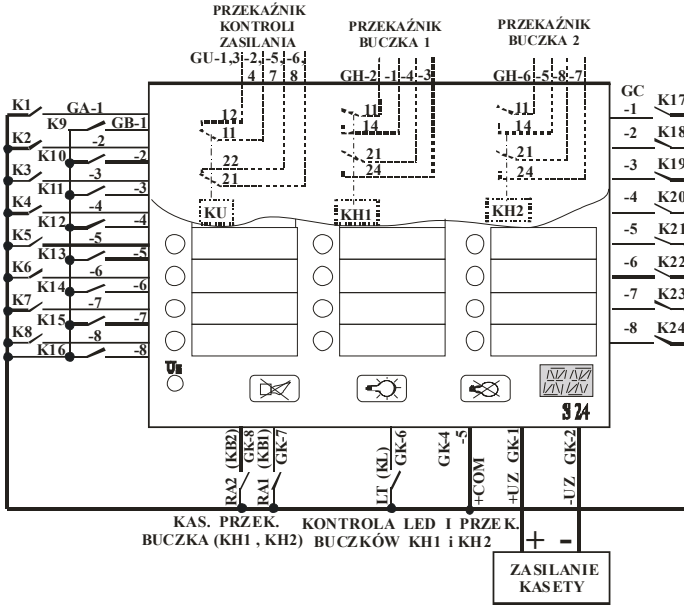 PRZEKAŹNIK
KONTROLI
ZASILANIA
PRZEKAŹNIK
BUCZKA 1
PRZEKAŹNIK
BUCZKA 2
GU-1,3-2,-5,-6,
4 7 8
GH-2 -1-4-3
GH-6-5-8-7
GC
K1
GA-1
K9
GB-1
K2
-2
K10
-2
K3
-3
K11
-3
K4
-4
K12
-4
K5
-5
K13
-5
K6
-6
K14
-6
K7
-7
K15
-7
K8
-8
K16
-8
12
11
22
21
KU
11
14
21
24
KH1
11
14
21
24
KH2
-1 K17
-2 K18
-3 K19
-4 K20
-5 K21
-6 K22
-7 K23
-8 K24
S 24
RA2 (KB2)
GK-8
RA1 (KB1)
GK-7
LT (KL)
GK-6
GK-4
-5
+COM
+UZ GK-1
-UZ GK-2
KAS. PRZEK.
BUCZKA (KH1 , KH2)
KONTROLA LED I PRZEK.
BUCZKÓW KH1 i KH2
+ -
ZASILANIE
KASETY